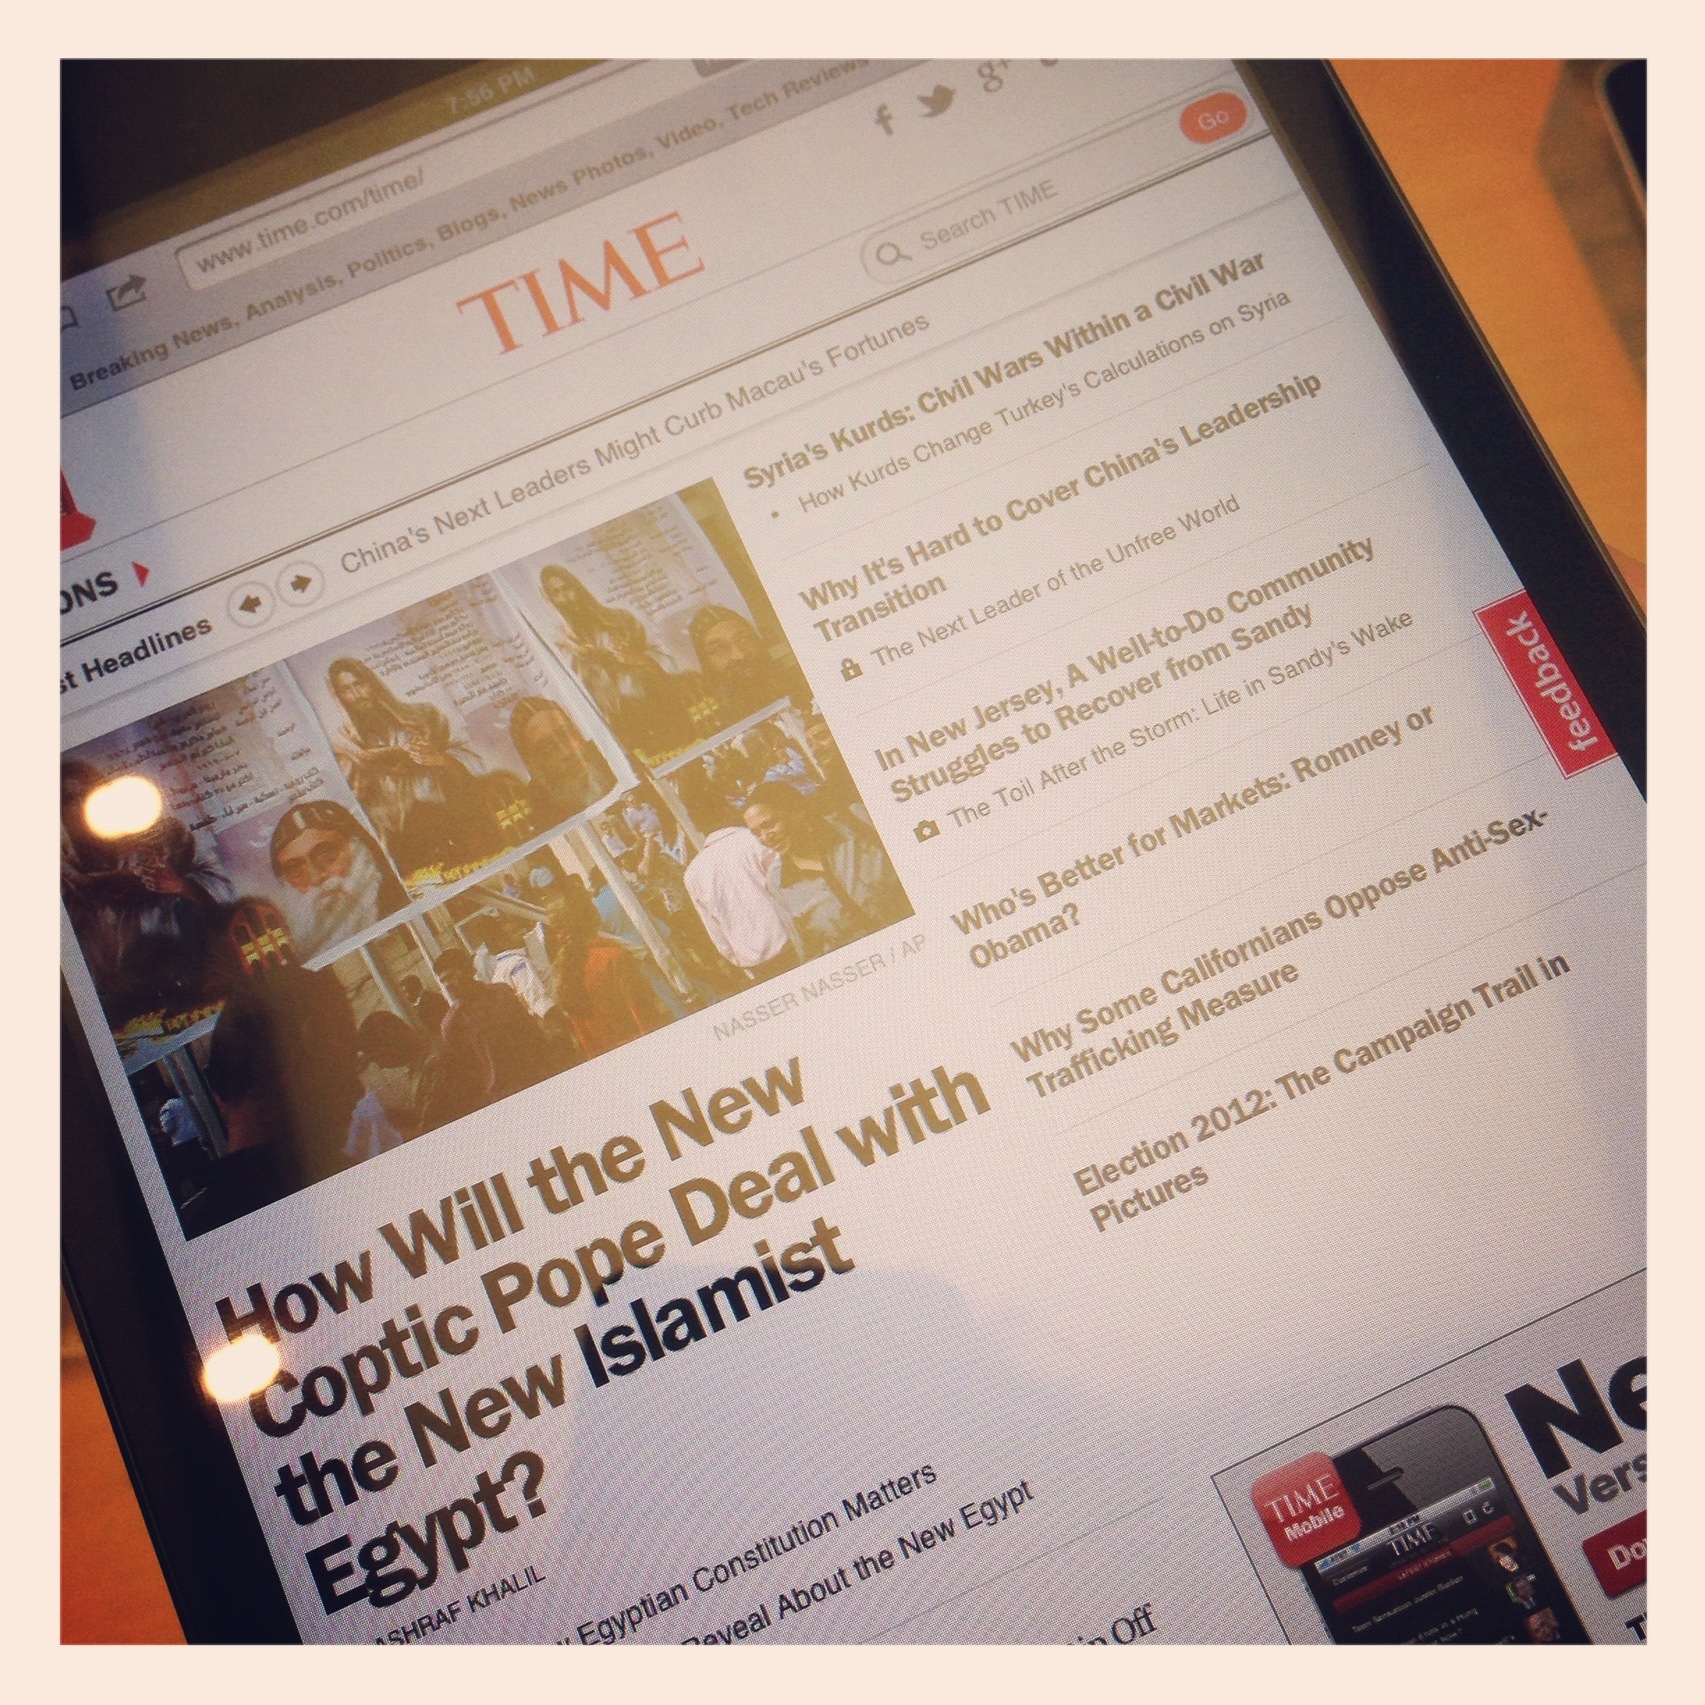 7:56 PM
www.time.com/time/
Breaking News, Analysis, Politics, Blogs, News Photos, Video, Tech Reviews
TIME
Search TIME
Go
ONS
st Headlines
China's Next Leaders Might Curb Macau's Fortunes
NASSER NASSER / AP
How Will the New
Coptic Pope Deal with
the New Islamist
Egypt?
ASHRAF KHALIL
Egyptian Constitution Matters
Reveal About the New Egypt
Off
Syria's Kurds: Civil Wars Within a Civil War
• How Kurds Change Turkey's Calculations on Syria
Why It's Hard to Cover China's Leadership
Transition
The Next Leader of the Unfree World
In New Jersey, A Well-to-Do Community
Struggles to Recover from Sandy
The Toil After the Storm: Life in Sandy's Wake
Who's Better for Markets: Romney or
Obama?
Why Some Californians Oppose Anti-Sex-
Trafficking Measure
Election 2012: The Campaign Trail in
Pictures
feedback
TIME
Mobile
TIME
Ne
Vers